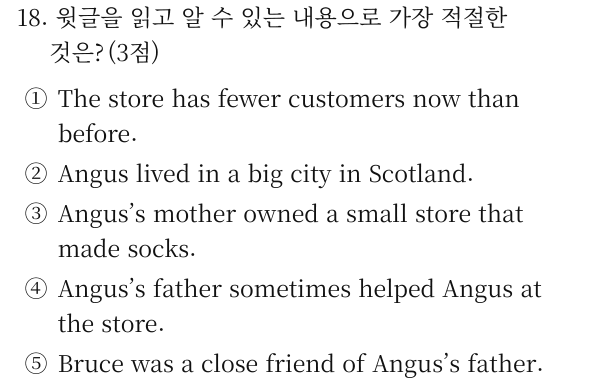 18. 윗글을 읽고 알 수 있는 내용으로 가장 적절한
것은? (3점)
① The store has fewer customers now than
before.
② Angus lived in a big city in Scotland.
③ Angus’s mother owned a small store that
made socks.
④ Angus’s father sometimes helped Angus at
the store.
⑤ Bruce was a close friend of Angus’s father.